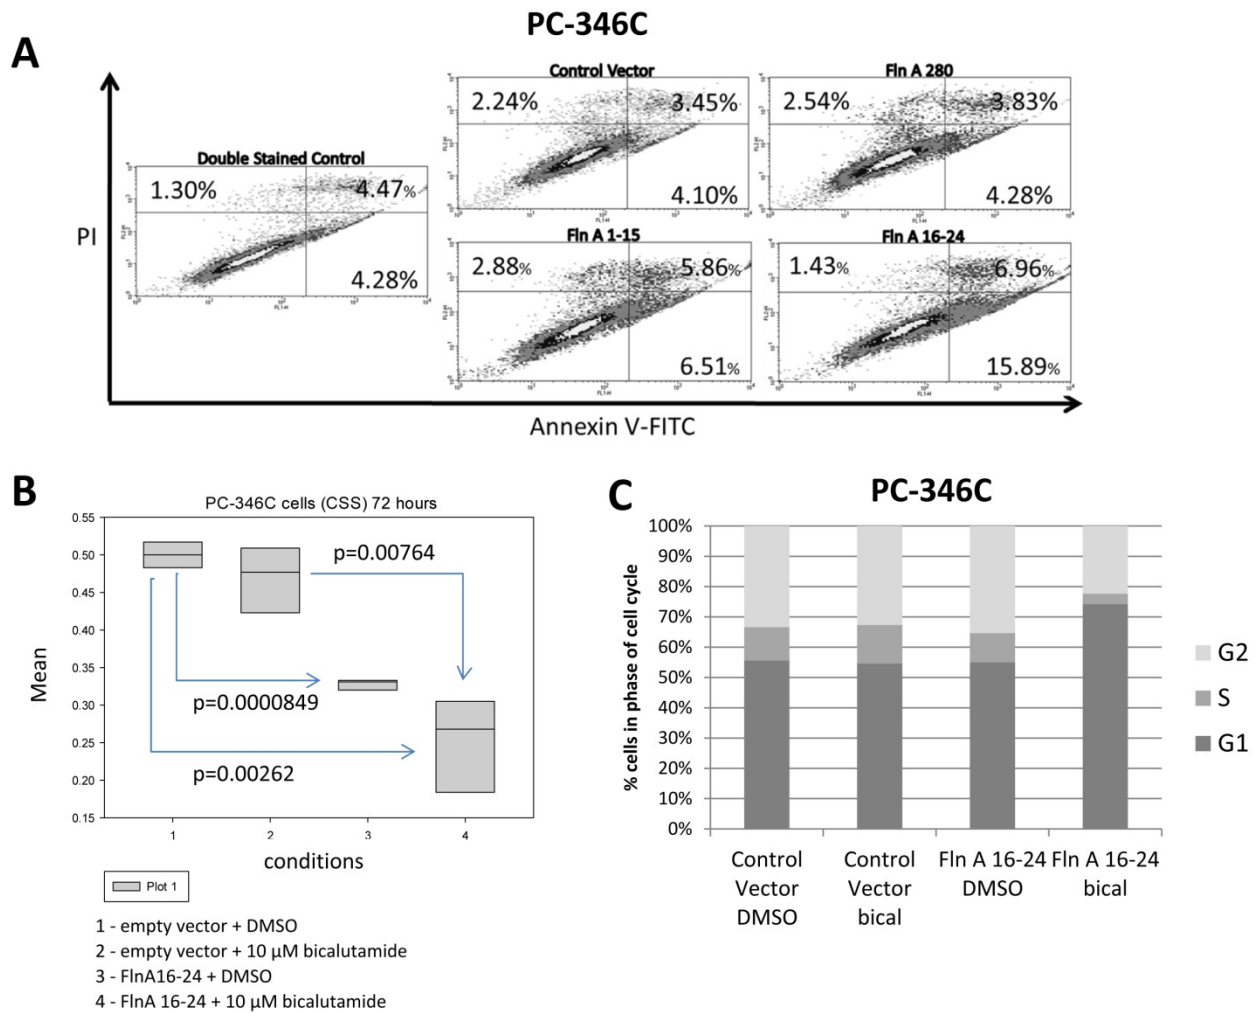 PC-346C
A
Control Vector
2.24%
3.45%
4.10%
Fln A 280
2.54%
3.83%
4.28%
Double Stained Control
1.30%
4.47%
4.28%
PI
Fln A 1-15
2.88%
5.86%
6.51%
Fln A 16-24
1.43%
6.96%
15.89%
FL1-H
FL1-H
FL1-H
FL1-H
FL1-H
Annexin V-FITC
B
PC-346C cells (CSS) 72 hours
Mean
0.55
0.50
0.45
0.40
0.35
0.30
0.25
0.20
0.15
p=0.00764
p=0.0000849
p=0.00262
1 2 3 4
conditions
Plot 1
1 - empty vector + DMSO
2 - empty vector + 10 µM bicalutamide
3 - FlnA16-24 + DMSO
4 - FlnA 16-24 + 10 µM bicalutamide
C
PC-346C
% cells in phase of cell cycle
100%
90%
80%
70%
60%
50%
40%
30%
20%
10%
0%
Control
Vector
DMSO
Control
Vector
bical
Fln A 16-24
DMSO
Fln A 16-24
bical
G2
S
G1